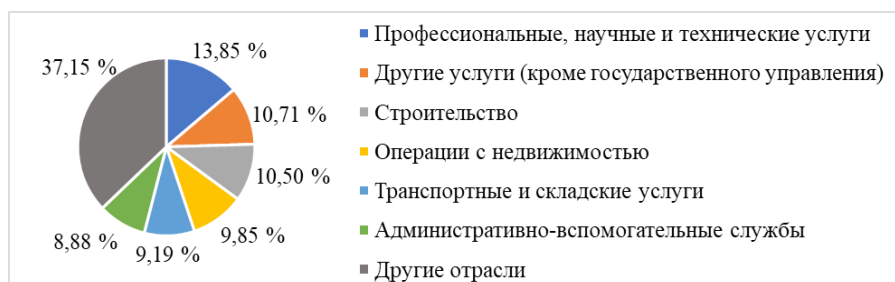 37,15 %
13,85 %
10,71 %
10,50 %
9,85 %
9,19 %
8,88 %
Профессиональные, научные и технические услуги
Другие услуги (кроме государственного управления)
Строительство
Операции с недвижимостью
Транспортные и складские услуги
Административно-вспомогательные службы
Другие отрасли